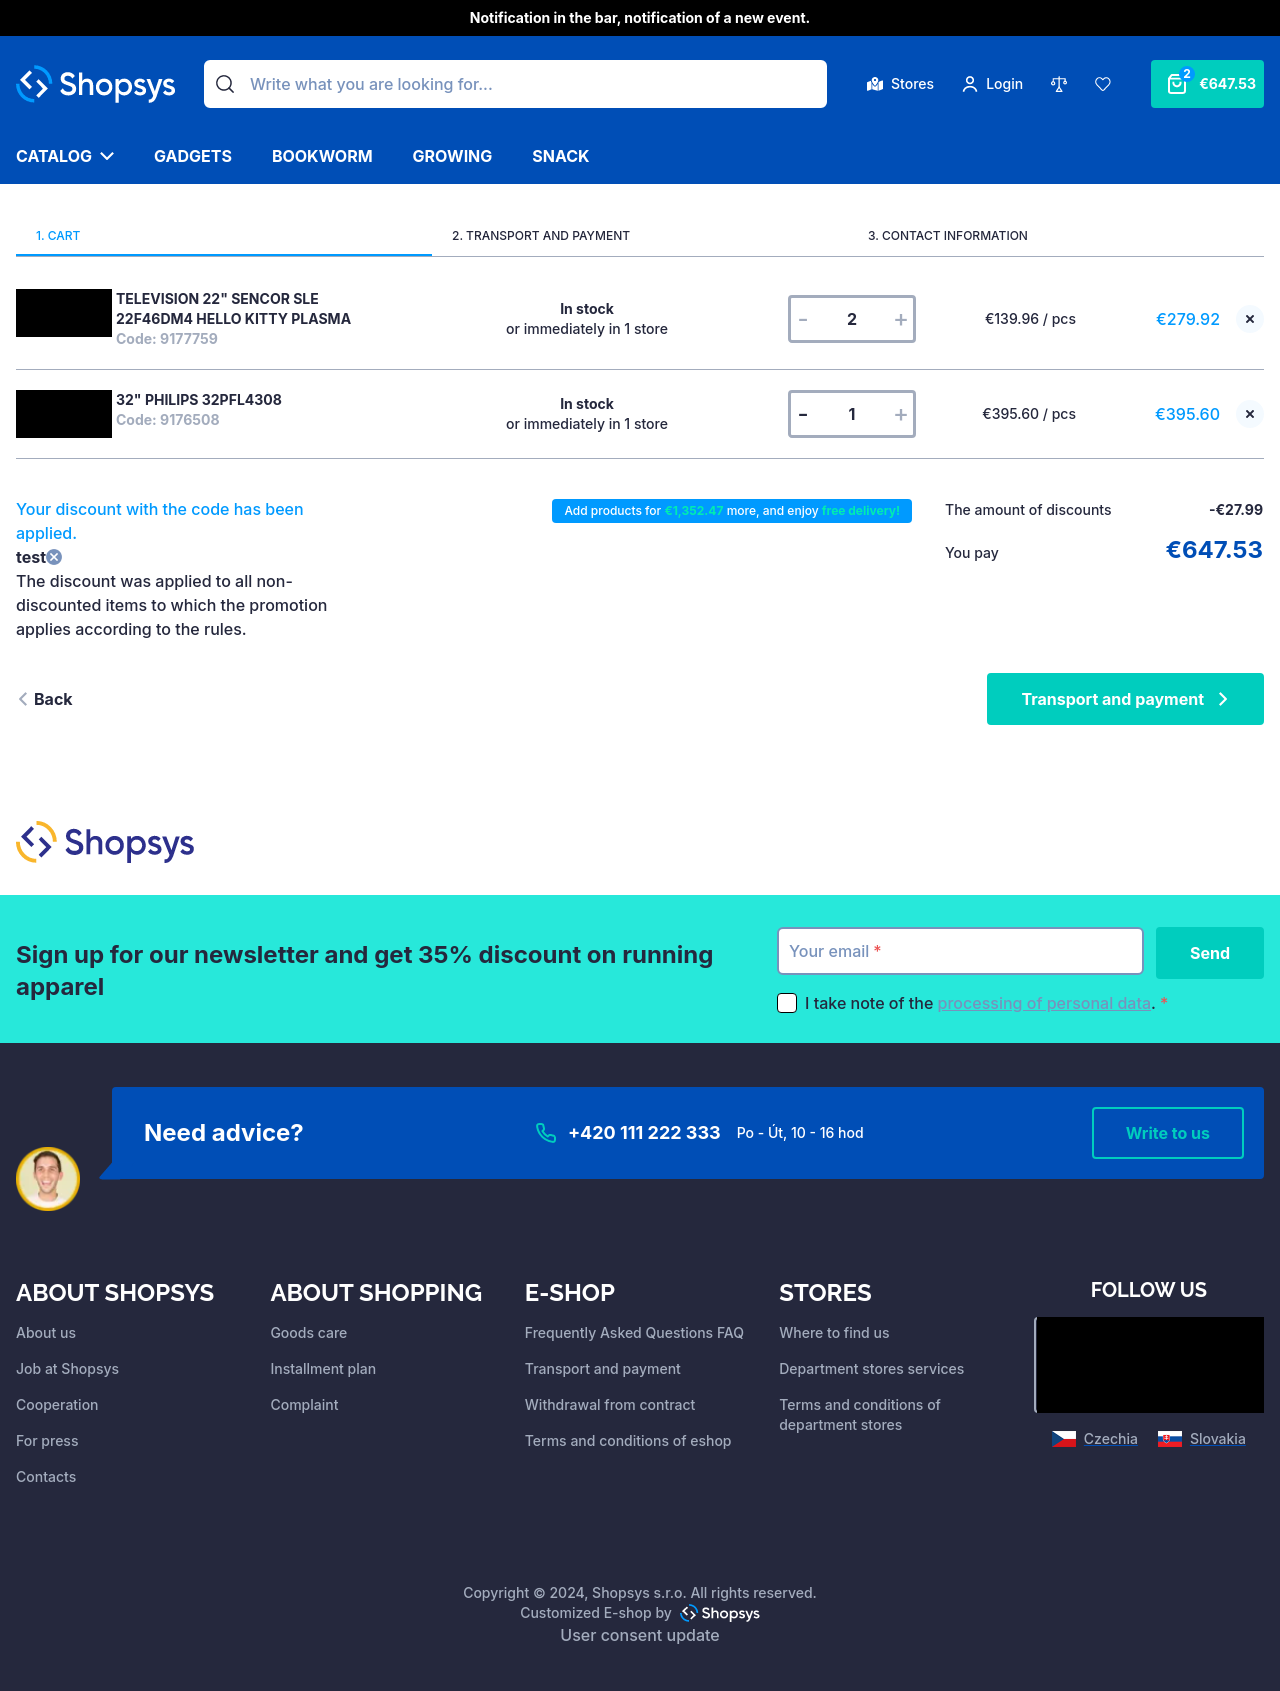 Notification in the bar, notification of a new event.
Shopsys
Write what you are looking for...
Stores
Login
2
€647.53
CATALOG
GADGETS
BOOKWORM
GROWING
SNACK
1. CART
2. TRANSPORT AND PAYMENT
3. CONTACT INFORMATION
TELEVISION 22" SENCOR SLE
22F46DM4 HELLO KITTY PLASMA
Code: 9177759
In stock
or immediately in 1 store
- 2 +
€139.96 / pcs
€279.92
32" PHILIPS 32PFL4308
Code: 9176508
In stock
or immediately in 1 store
- 1 +
€395.60 / pcs
€395.60
Your discount with the code has been
applied.
test
The discount was applied to all non-
discounted items to which the promotion
applies according to the rules.
Add products for €1,352.47 more, and enjoy free delivery!
The amount of discounts -€27.99
You pay €647.53
Back
Transport and payment
Shopsys
Sign up for our newsletter and get 35% discount on running
apparel
Your email *
Send
I take note of the processing of personal data. *
Need advice?
+420 111 222 333
Po - Út, 10 - 16 hod
Write to us
ABOUT SHOPSYS
About us
Job at Shopsys
Cooperation
For press
Contacts
ABOUT SHOPPING
Goods care
Installment plan
Complaint
E-SHOP
Frequently Asked Questions FAQ
Transport and payment
Withdrawal from contract
Terms and conditions of eshop
STORES
Where to find us
Department stores services
Terms and conditions of
department stores
FOLLOW US
Czechia
Slovakia
Copyright © 2024, Shopsys s.r.o. All rights reserved.
Customized E-shop by Shopsys
User consent update